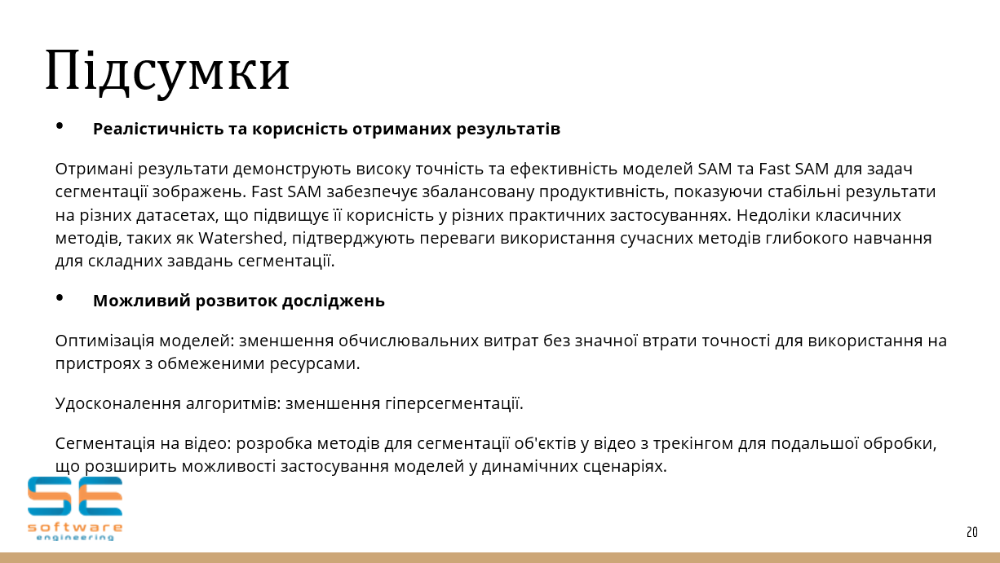 Підсумки
• Реалістичність та корисність отриманих результатів
Отримані результати демонструють високу точність та ефективність моделей SAM та Fast SAM для задач
сегментації зображень. Fast SAM забезпечує збалансовану продуктивність, показуючи стабільні результати
на різних датасетах, що підвищує її корисність у різних практичних застосуваннях. Недоліки класичних
методів, таких як Watershed, підтверджують переваги використання сучасних методів глибокого навчання
для складних завдань сегментації.
• Можливий розвиток досліджень
Оптимізація моделей: зменшення обчислювальних витрат без значної втрати точності для використання на
пристроях з обмеженими ресурсами.
Удосконалення алгоритмів: зменшення гіперсегментації.
Сегментація на відео: розробка методів для сегментації об'єктів у відео з трекінгом для подальшої обробки,
що розширить можливості застосування моделей у динамічних сценаріях.
SE
software
engineering
20